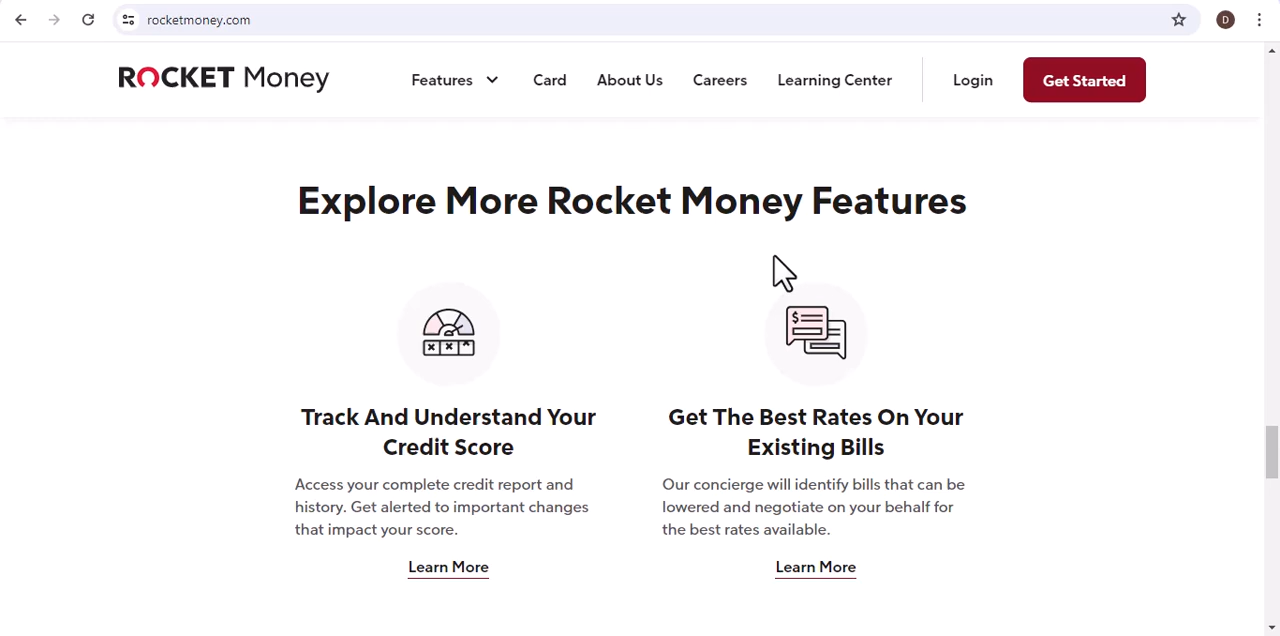 rocketmoney.com
D
ROCKET Money
Features
Card
About Us
Careers
Learning Center
Login
Get Started
Explore More Rocket Money Features
$
Track And Understand Your
Credit Score
Access your complete credit report and
history. Get alerted to important changes
that impact your score.
Learn More
Get The Best Rates On Your
Existing Bills
Our concierge will identify bills that can be
lowered and negotiate on your behalf for
the best rates available.
Learn More